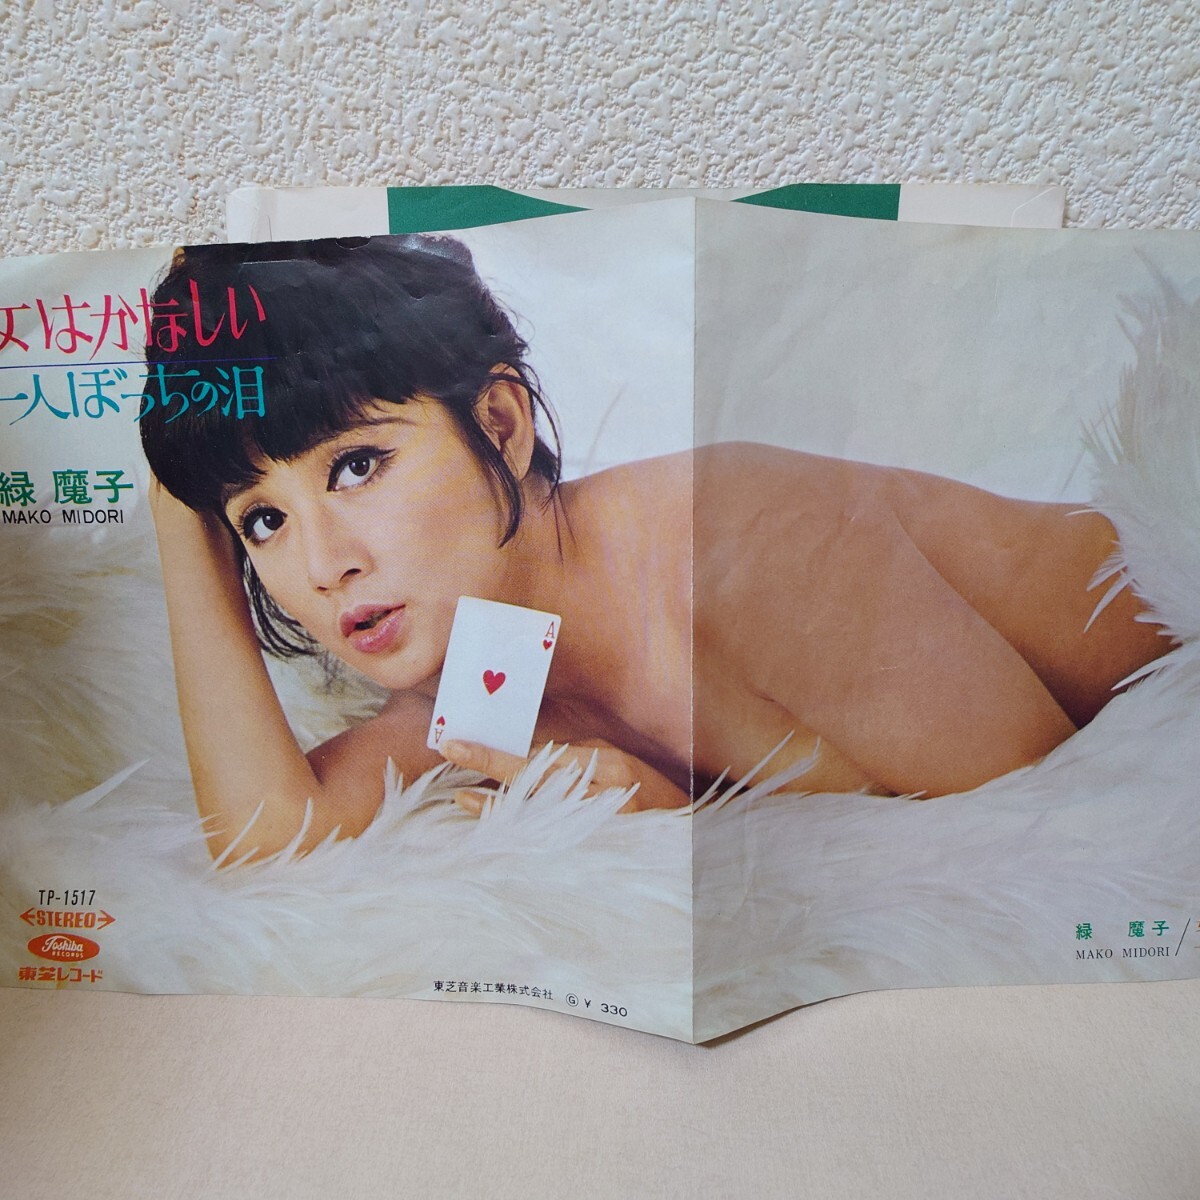 女はかなしい
一人ぼっちの泪
緑 魔子
MAKO MIDORI
A
A
TP-1517
STEREO
Toshiba
RECORDS
東芝レコード
東芝音楽工業株式会社 Ⓖ ¥ 330
緑 魔子 /
MAKO MIDORI